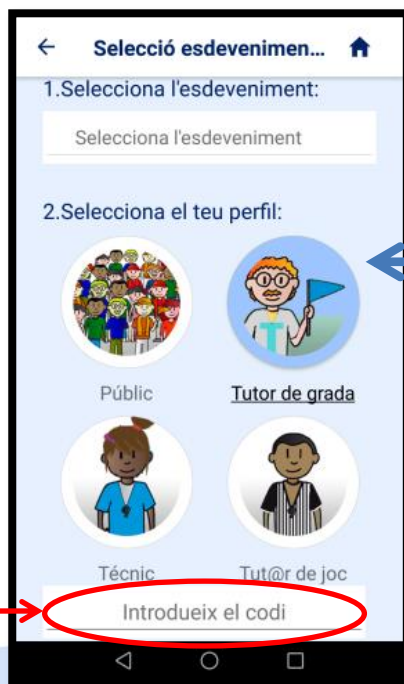 Selecció esdevenimen...
1.Selecciona l'esdeveniment:
Selecciona l'esdeveniment
2.Selecciona el teu perfil:
T
Públic
Tutor de grada
Técnic
Tut@r de joc
Introdueix el codi